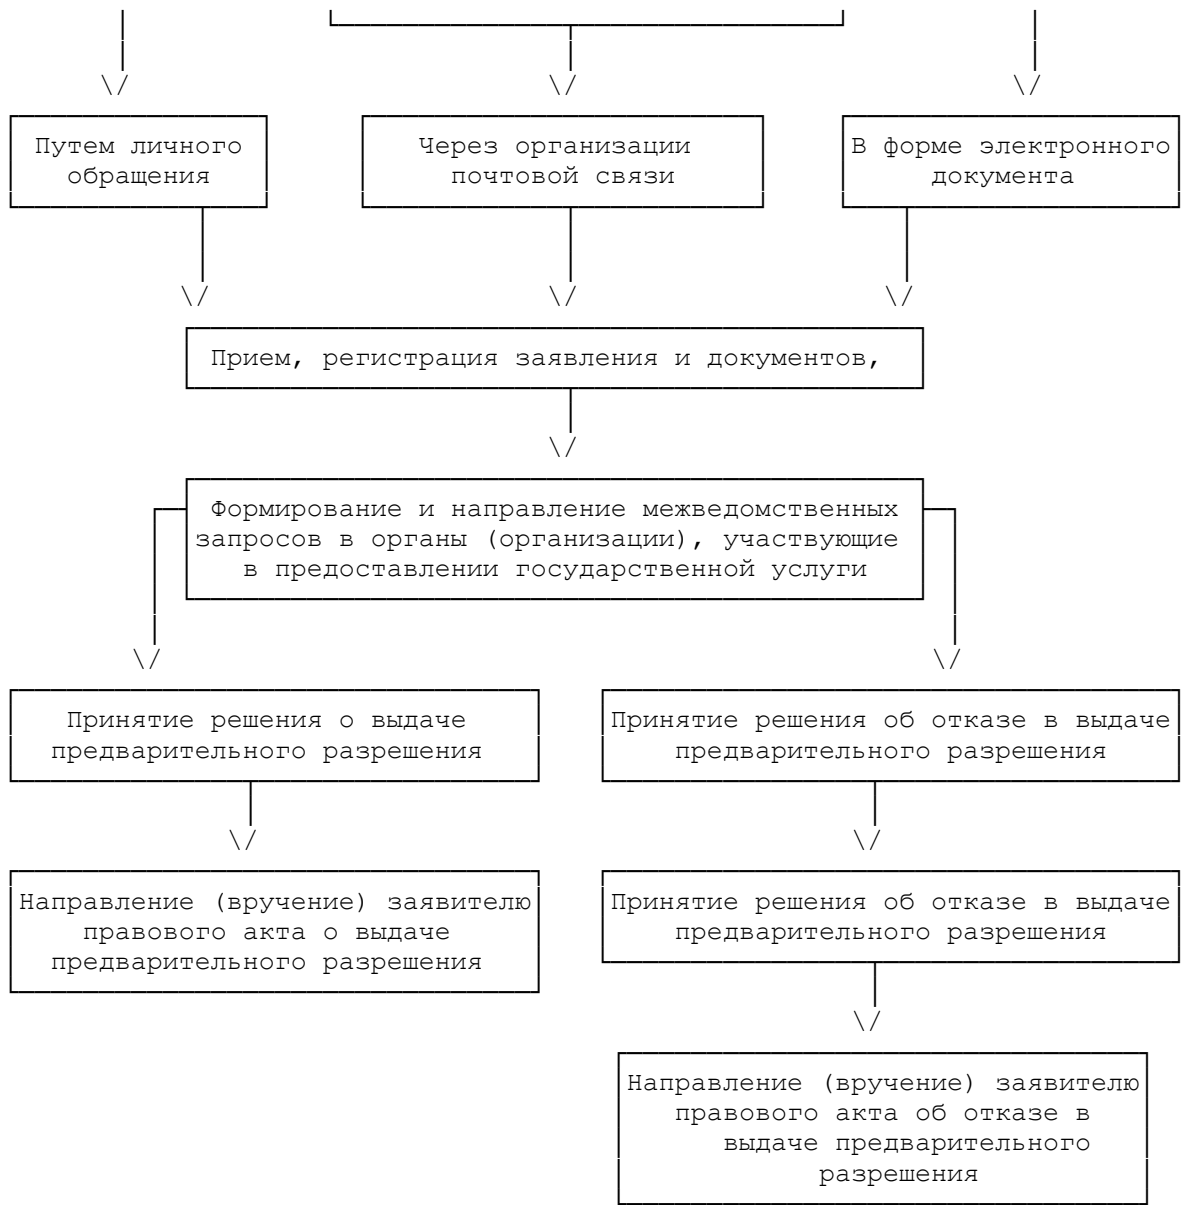 Путем личного
обращения
Через организации
почтовой связи
В форме электронного
документа
Прием, регистрация заявления и документов,
Формирование и направление межведомственных
запросов в органы (организации), участвующие
в предоставлении государственной услуги
Принятие решения о выдаче
предварительного разрешения
Принятие решения об отказе в выдаче
предварительного разрешения
Направление (вручение) заявителю
правового акта о выдаче
предварительного разрешения
Принятие решения об отказе в выдаче
предварительного разрешения
Направление (вручение) заявителю
правового акта об отказе в
выдаче предварительного
разрешения